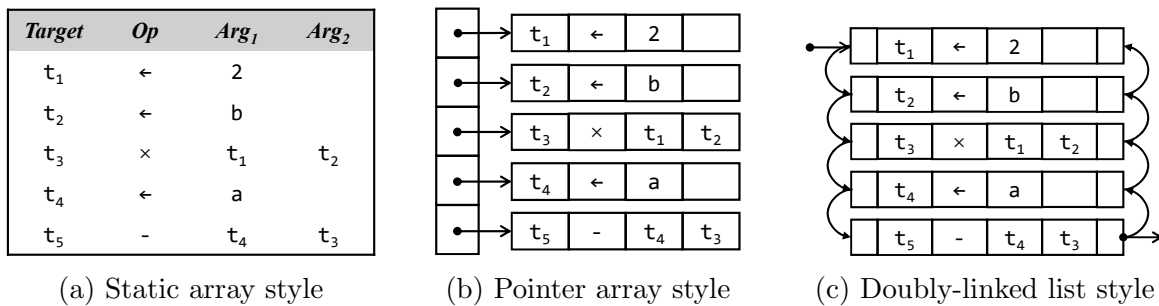 Target Op Arg₁ Arg₂
t₁ ← 2
t₂ ← b
t₃ × t₁ t₂
t₄ ← a
t₅ - t₄ t₃
(a) Static array style
t₁ ← 2
t₂ ← b
t₃ × t₁ t₂
t₄ ← a
t₅ - t₄ t₃
(b) Pointer array style
t₁ ← 2
t₂ ← b
t₃ × t₁ t₂
t₄ ← a
t₅ - t₄ t₃
(c) Doubly-linked list style